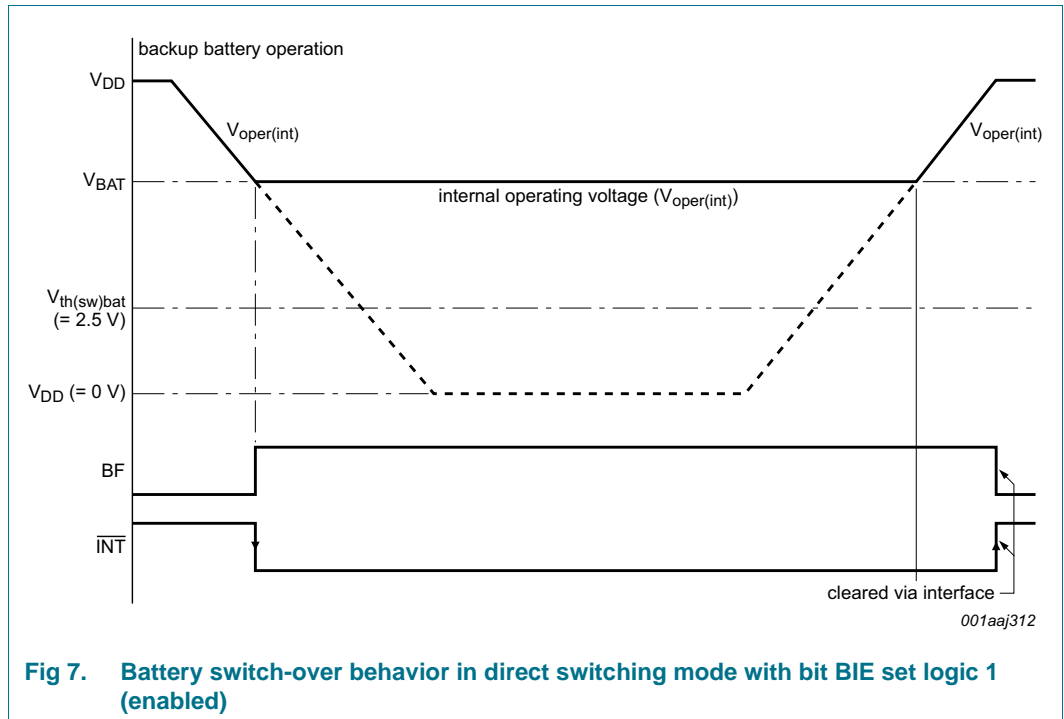 backup battery operation
VDD
Voper(int)
Voper(int)
VBAT
internal operating voltage (Voper(int))
Vth(sw)bat
(= 2.5 V)
VDD (= 0 V)
BF
INT
cleared via interface
001aaj312
Fig 7. Battery switch-over behavior in direct switching mode with bit BIE set logic 1
(enabled)